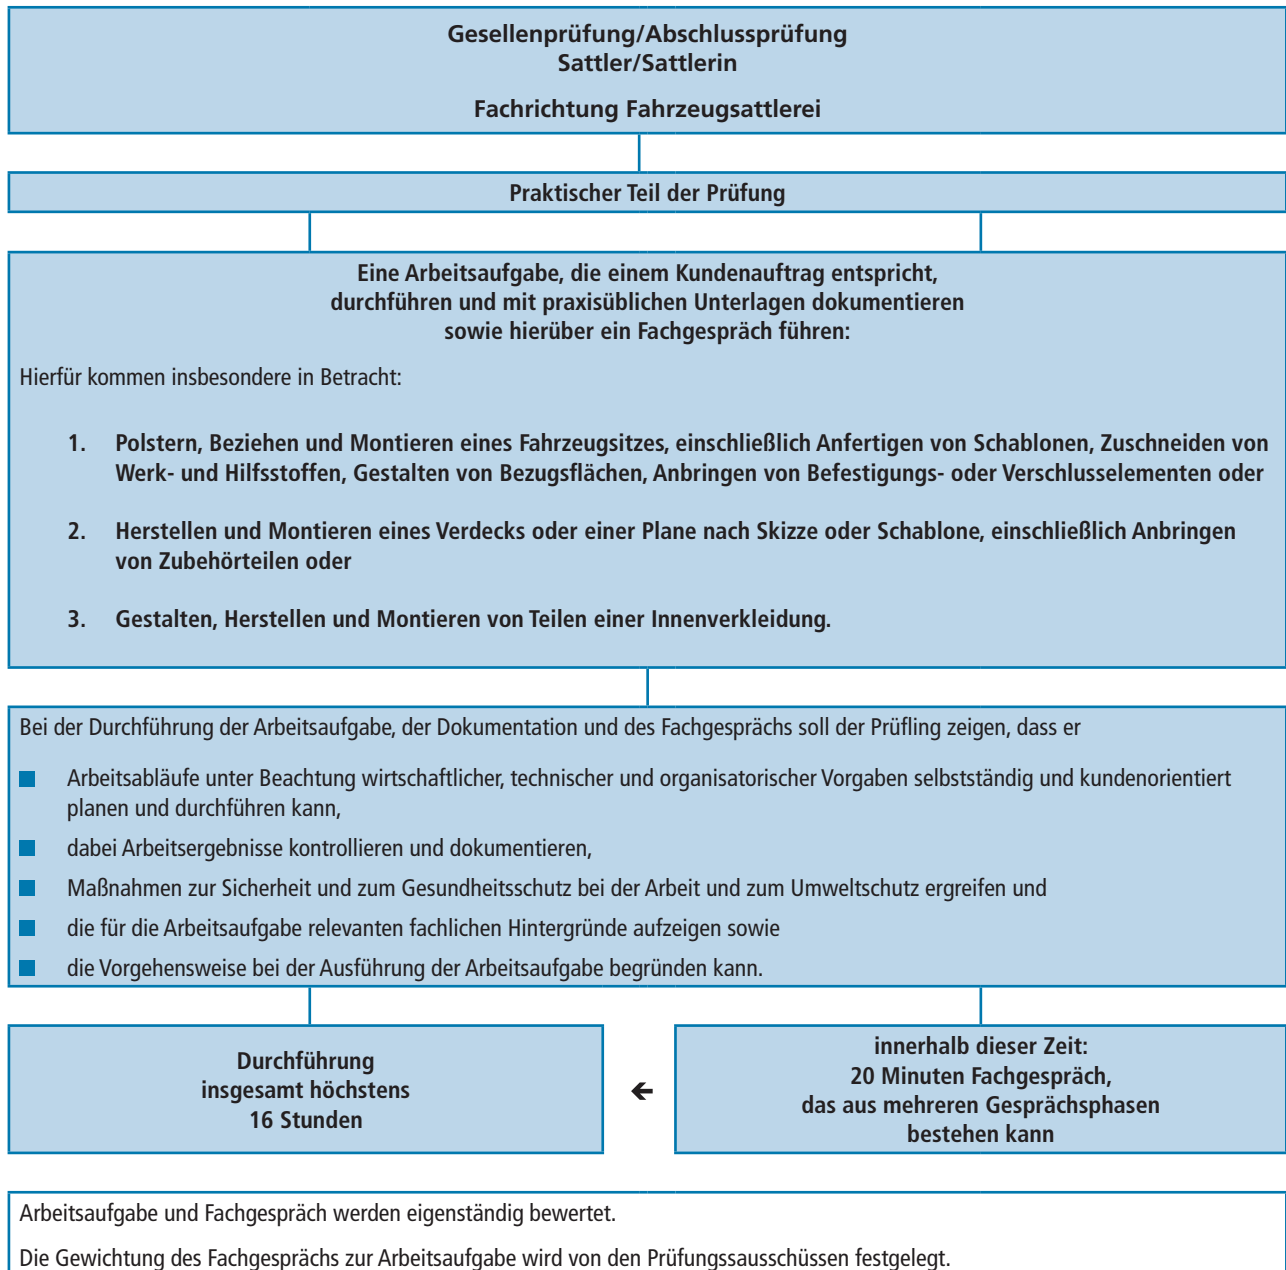 Gesellenprüfung/Abschlussprüfung
Sattler/Sattlerin
Fachrichtung Fahrzeugsattlerei
Praktischer Teil der Prüfung
Eine Arbeitsaufgabe, die einem Kundenauftrag entspricht,
durchführen und mit praxisüblichen Unterlagen dokumentieren
sowie hierüber ein Fachgespräch führen:
Hierfür kommen insbesondere in Betracht:
1. Polstern, Beziehen und Montieren eines Fahrzeugsitzes, einschließlich Anfertigen von Schablonen, Zuschneiden von
Werk- und Hilfsstoffen, Gestalten von Bezugsflächen, Anbringen von Befestigungs- oder Verschlusselementen oder
2. Herstellen und Montieren eines Verdecks oder einer Plane nach Skizze oder Schablone, einschließlich Anbringen
von Zubehörteilen oder
3. Gestalten, Herstellen und Montieren von Teilen einer Innenverkleidung.
Bei der Durchführung der Arbeitsaufgabe, der Dokumentation und des Fachgesprächs soll der Prüfling zeigen, dass er
Arbeitsabläufe unter Beachtung wirtschaftlicher, technischer und organisatorischer Vorgaben selbstständig und kundenorientiert
planen und durchführen kann,
dabei Arbeitsergebnisse kontrollieren und dokumentieren,
Maßnahmen zur Sicherheit und zum Gesundheitsschutz bei der Arbeit und zum Umweltschutz ergreifen und
die für die Arbeitsaufgabe relevanten fachlichen Hintergründe aufzeigen sowie
die Vorgehensweise bei der Ausführung der Arbeitsaufgabe begründen kann.
Durchführung
insgesamt höchstens
16 Stunden
innerhalb dieser Zeit:
20 Minuten Fachgespräch,
das aus mehreren Gesprächsphasen
bestehen kann
Arbeitsaufgabe und Fachgespräch werden eigenständig bewertet.
Die Gewichtung des Fachgesprächs zur Arbeitsaufgabe wird von den Prüfungssausschüssen festgelegt.